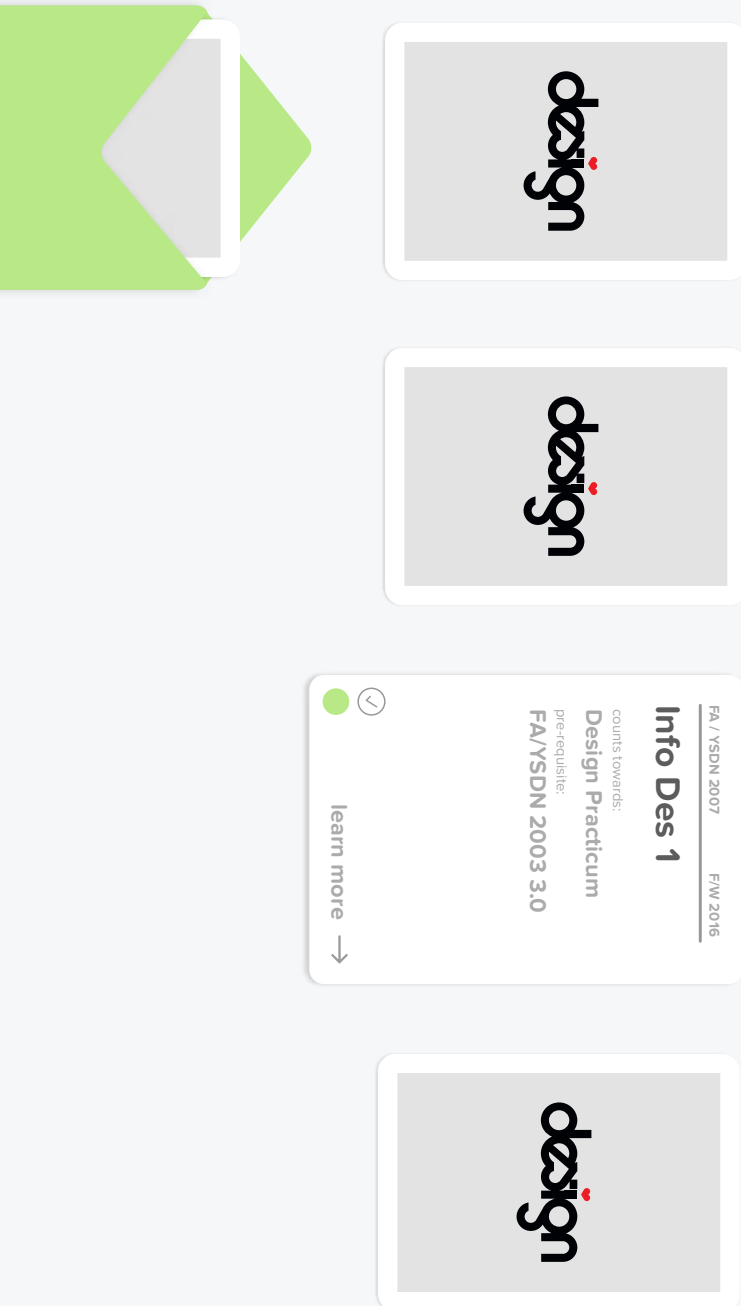 design
design
FA / YSDN 2007 F/W 2016
Info Des 1
counts towards:
Design Practicum
pre-requisite:
FA/YSDN 2003 3.0
learn more →
design